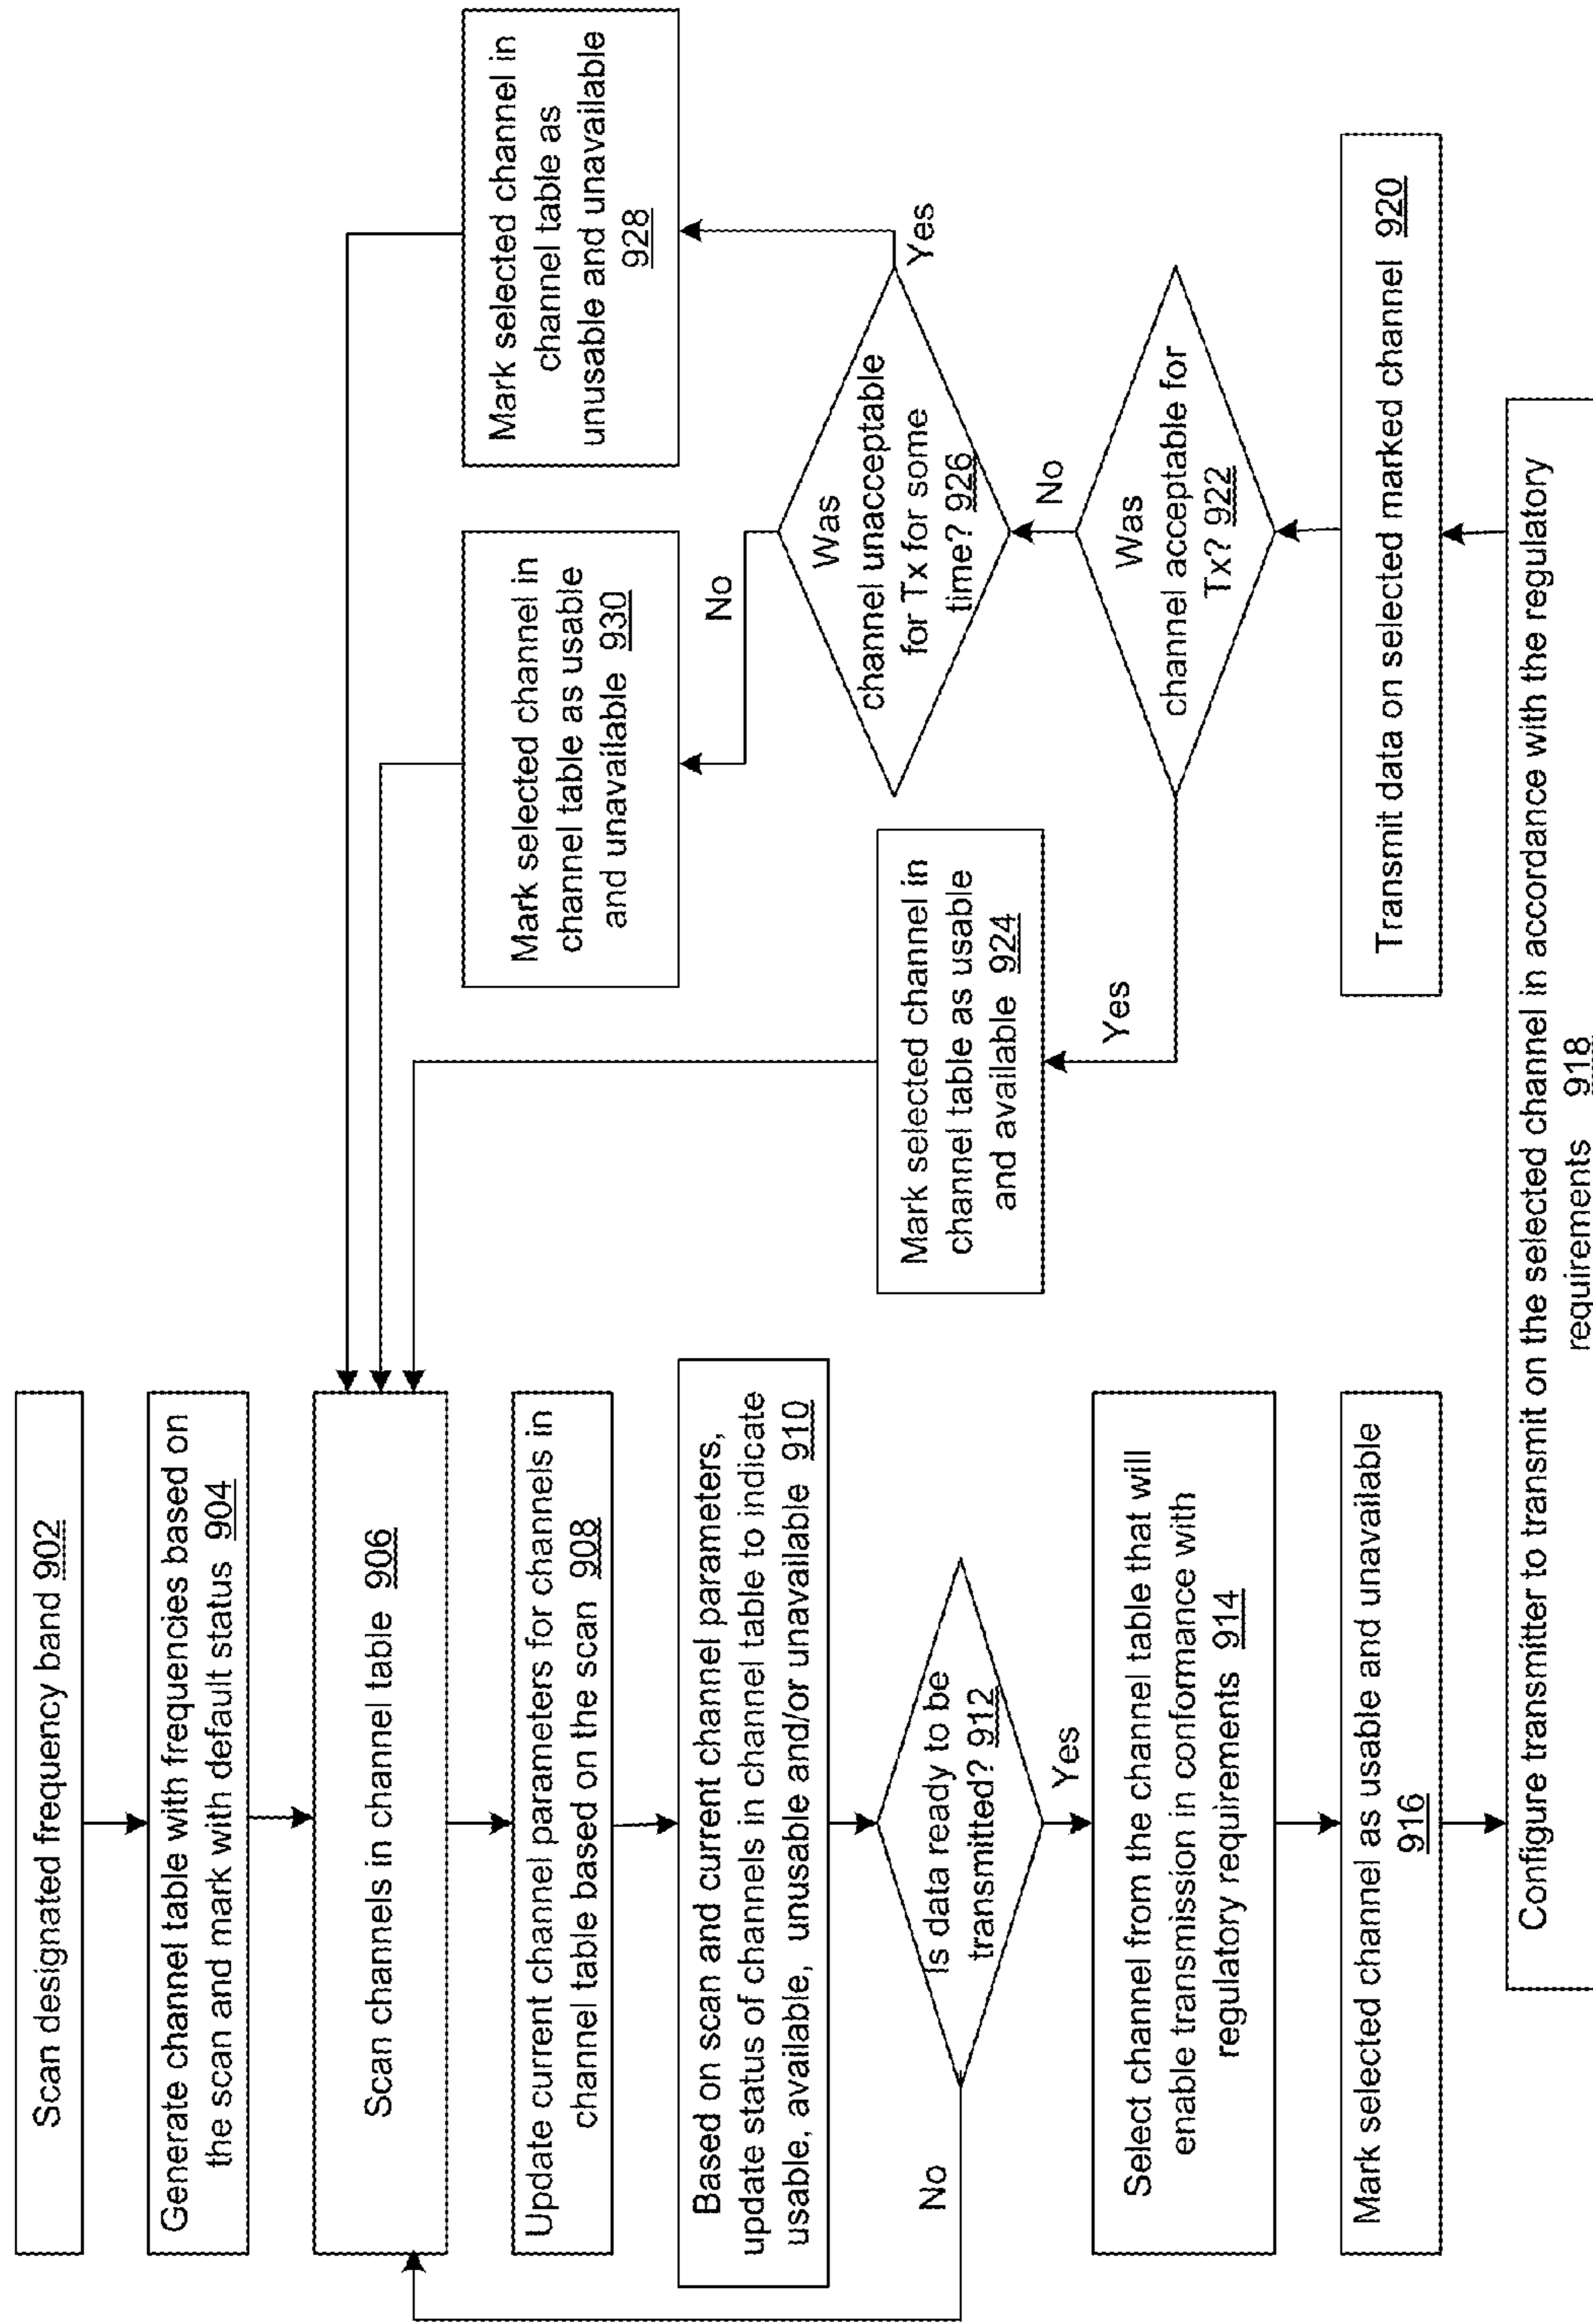 Scan designated frequency band 902
Generate channel table with frequencies based on
the scan and mark with default status 904
Scan channels in channel table 906
Update current channel parameters for channels in
channel table based on the scan 908
Based on scan and current channel parameters,
update status of channels in channel table to indicate
usable, available, unusable and/or unavailable 910
Is data ready to be
transmitted? 912
No
Yes
Select channel from the channel table that will
enable transmission in conformance with
regulatory requirements 914
Mark selected channel as usable and unavailable
916
Configure transmitter to transmit on the selected channel in accordance with the regulatory
requirements 918
Transmit data on selected marked channel 920
Was
channel acceptable for
Tx? 922
Yes
No
Mark selected channel in
channel table as usable
and available 924
Was
channel unacceptable
for Tx for some
time? 926
No
Yes
Mark selected channel in
channel table as usable
and unavailable 930
Mark selected channel in
channel table as
unusable and unavailable
928